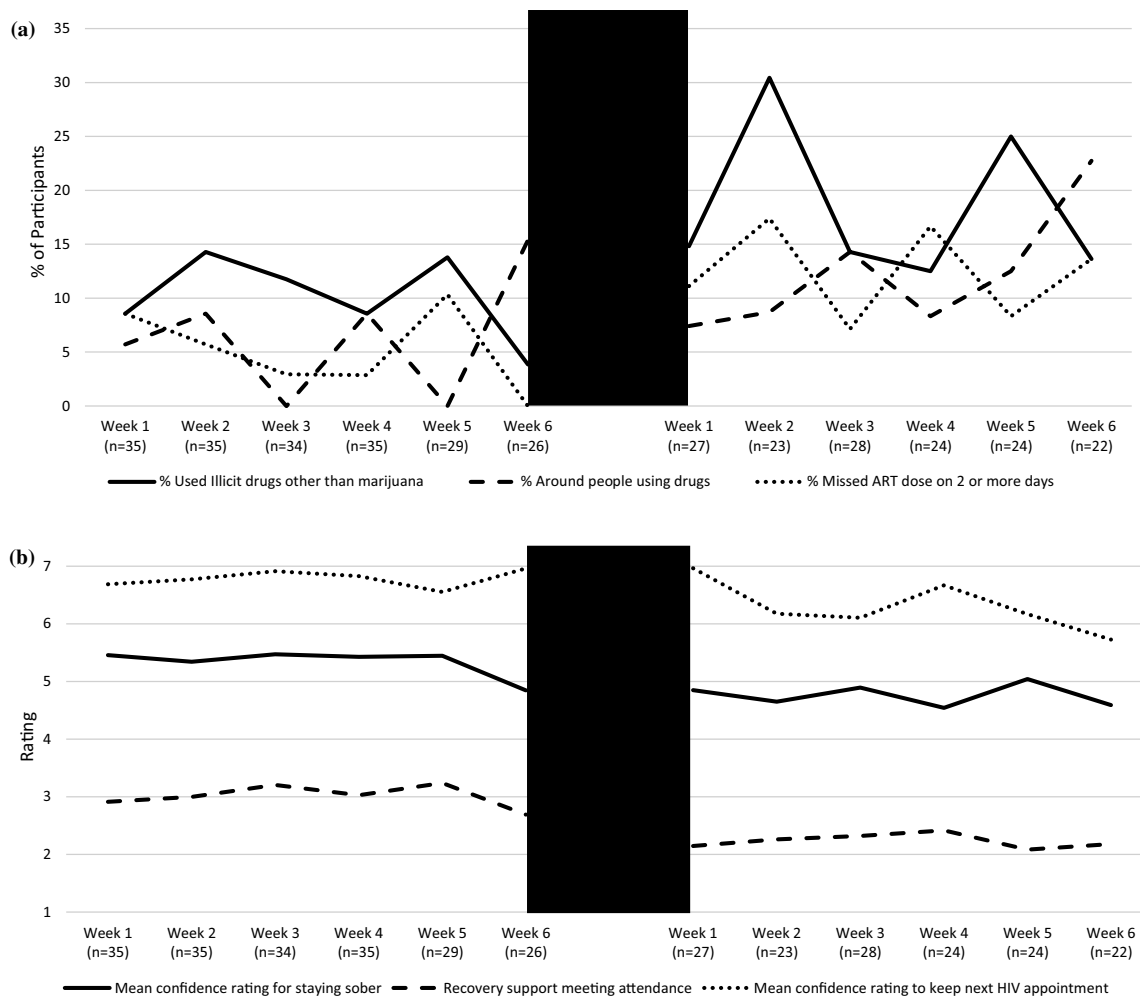 (a)
% of Participants
35
30
25
20
15
10
5
0
Week 1 Week 2 Week 3 Week 4 Week 5 Week 6 Week 1 Week 2 Week 3 Week 4 Week 5 Week 6
(n=35) (n=35) (n=34) (n=35) (n=29) (n=26) (n=27) (n=23) (n=28) (n=24) (n=24) (n=22)
% Used Illicit drugs other than marijuana % Around people using drugs % Missed ART dose on 2 or more days
(b)
Rating
7
6
5
4
3
2
1
Week 1 Week 2 Week 3 Week 4 Week 5 Week 6 Week 1 Week 2 Week 3 Week 4 Week 5 Week 6
(n=35) (n=35) (n=34) (n=35) (n=29) (n=26) (n=27) (n=23) (n=28) (n=24) (n=24) (n=22)
Mean confidence rating for staying sober Recovery support meeting attendance Mean confidence rating to keep next HIV appointment